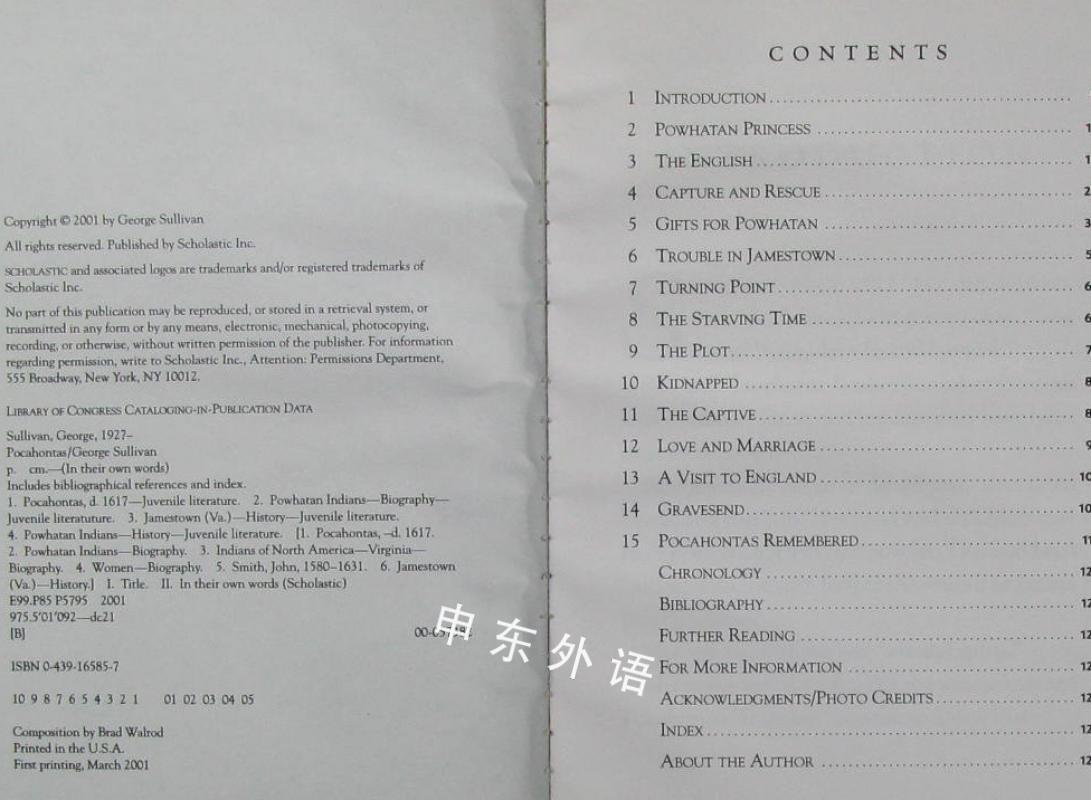 Copyright © 2001 by George Sullivan
All rights reserved. Published by Scholastic Inc.
SCHOLASTIC and associated logos are trademarks and/or registered trademarks of
Scholastic Inc.
No part of this publication may be reproduced, or stored in a retrieval system, or
transmitted in any form or by any means, electronic, mechanical, photocopying,
recording, or otherwise, without written permission of the publisher. For information
regarding permission, write to Scholastic Inc., Attention: Permissions Department,
555 Broadway, New York, NY 10012.
LIBRARY OF CONGRESS CATALOGING-IN-PUBLICATION DATA
Sullivan, George, 1927–
Pocahontas/George Sullivan
p. cm.—(In their own words)
Includes bibliographical references and index.
1. Pocahontas, d. 1617—Juvenile literature. 2. Powhatan Indians—Biography—
Juvenile literatuture. 3. Jamestown (Va.)—History—Juvenile literature.
4. Powhatan Indians—History—Juvenile literature. [1. Pocahontas, –d. 1617.
2. Powhatan Indians—Biography. 3. Indians of North America—Virginia—
Biography. 4. Women—Biography. 5. Smith, John, 1580–1631. 6. Jamestown
(Va.)—History.] I. Title. II. In their own words (Scholastic)
E99.P85 P5795 2001
975.5'01'092—dc21
[B]
ISBN 0-439-16585-7
10 9 8 7 6 5 4 3 2 1 01 02 03 04 05
Composition by Brad Walrod
Printed in the U.S.A.
First printing, March 2001
CONTENTS
1 INTRODUCTION
2 POWHATAN PRINCESS
3 THE ENGLISH
4 CAPTURE AND RESCUE
5 GIFTS FOR POWHATAN
6 TROUBLE IN JAMESTOWN
7 TURNING POINT
8 THE STARVING TIME
9 THE PLOT
10 KIDNAPPED
11 THE CAPTIVE
12 LOVE AND MARRIAGE
13 A VISIT TO ENGLAND
14 GRAVESEND
15 POCAHONTAS REMEMBERED
CHRONOLOGY
BIBLIOGRAPHY
FURTHER READING
FOR MORE INFORMATION
ACKNOWLEDGMENTS/PHOTO CREDITS
INDEX
ABOUT THE AUTHOR
申东外语